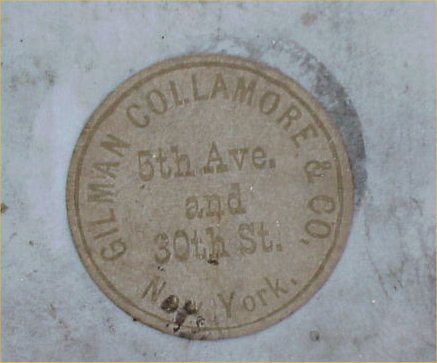 GILMAN COLLAMORE & CO.
5th Ave.
and
30th St.
New York.